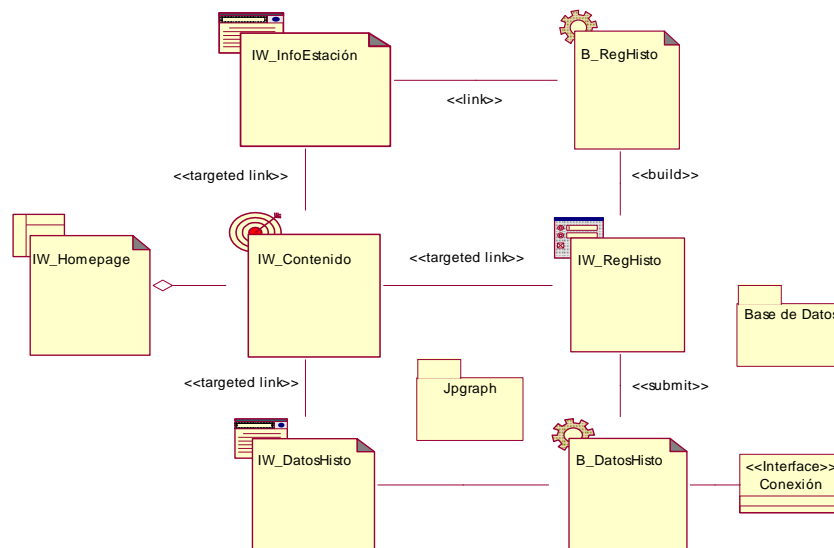 IW_InfoEstación
B_RegHisto
<<link>>
<<targeted link>>
<<build>>
IW_Homepage
IW_Contenido
<<targeted link>>
IW_RegHisto
Base de Datos
<<targeted link>>
Jpgraph
<<submit>>
IW_DatosHisto
B_DatosHisto
<<Interface>>
Conexión